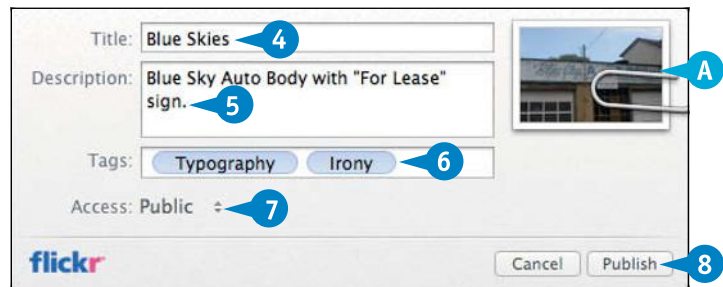 Title: Blue Skies 4
Description: Blue Sky Auto Body with "For Lease"
sign. 5
A
Tags: Typography Irony 6
Access: Public 7
flickr Cancel Publish 8